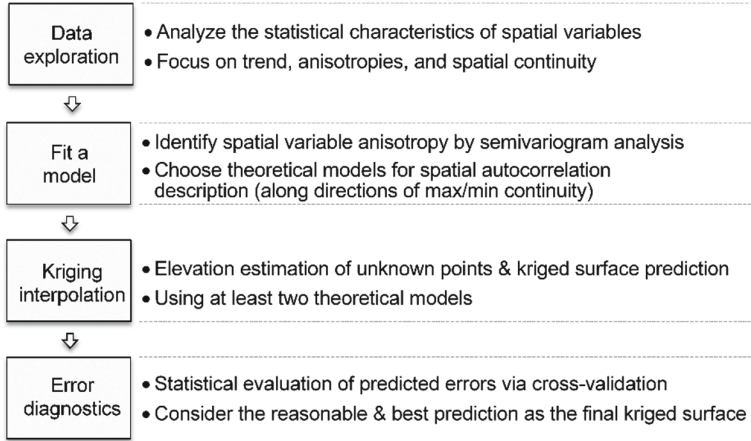 Data
exploration
• Analyze the statistical characteristics of spatial variables
• Focus on trend, anisotropies, and spatial continuity
Fit a
model
• Identify spatial variable anisotropy by semivariogram analysis
• Choose theoretical models for spatial autocorrelation
description (along directions of max/min continuity)
Kriging
interpolation
• Elevation estimation of unknown points & kriged surface prediction
• Using at least two theoretical models
Error
diagnostics
• Statistical evaluation of predicted errors via cross-validation
• Consider the reasonable & best prediction as the final kriged surface